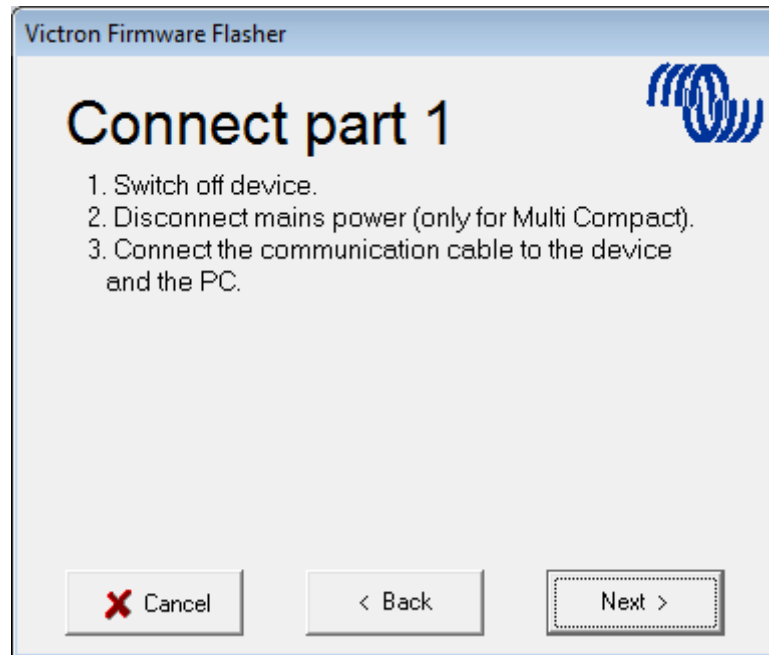 Victron Firmware Flasher
Connect part 1
1. Switch off device.
2. Disconnect mains power (only for Multi Compact).
3. Connect the communication cable to the device
and the PC.
Cancel
< Back
Next >